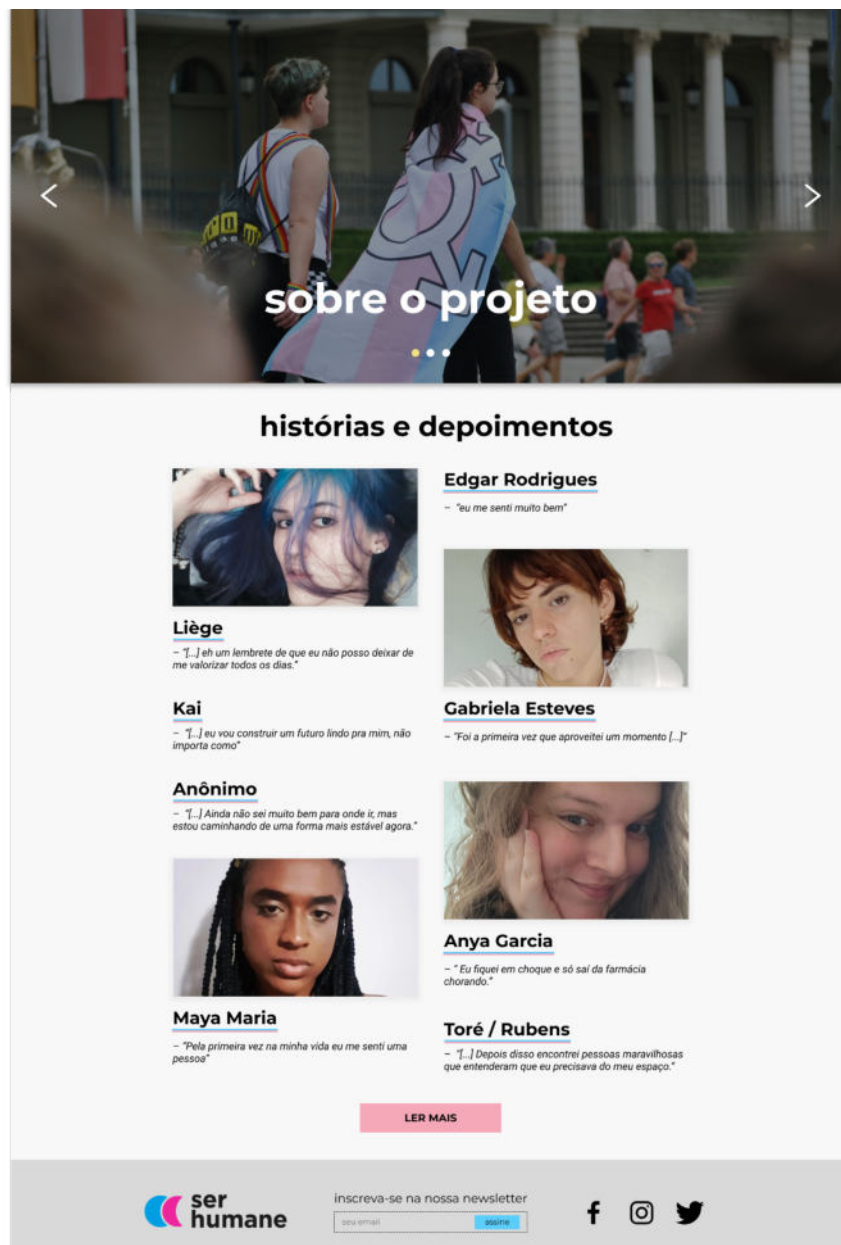 sobre o projeto
histórias e depoimentos
Liège
– "[...] eh um lembrete de que eu não posso deixar de
me valorizar todos os dias."
Kai
– "[...] eu vou construir um futuro lindo pra mim, não
importa como"
Anônimo
– "[...] Ainda não sei muito bem para onde ir, mas
estou caminhando de uma forma mais estável agora."
Maya Maria
– "Pela primeira vez na minha vida eu me senti uma
pessoa"
Edgar Rodrigues
– "eu me senti muito bem"
Gabriela Esteves
– "Foi a primeira vez que aproveitei um momento [...]"
Anya Garcia
– " Eu fiquei em choque e só saí da farmácia
chorando."
Toré / Rubens
– "[...] Depois disso encontrei pessoas maravilhosas
que entenderam que eu precisava do meu espaço."
LER MAIS
ser
humane
inscreva-se na nossa newsletter
seu email
assine